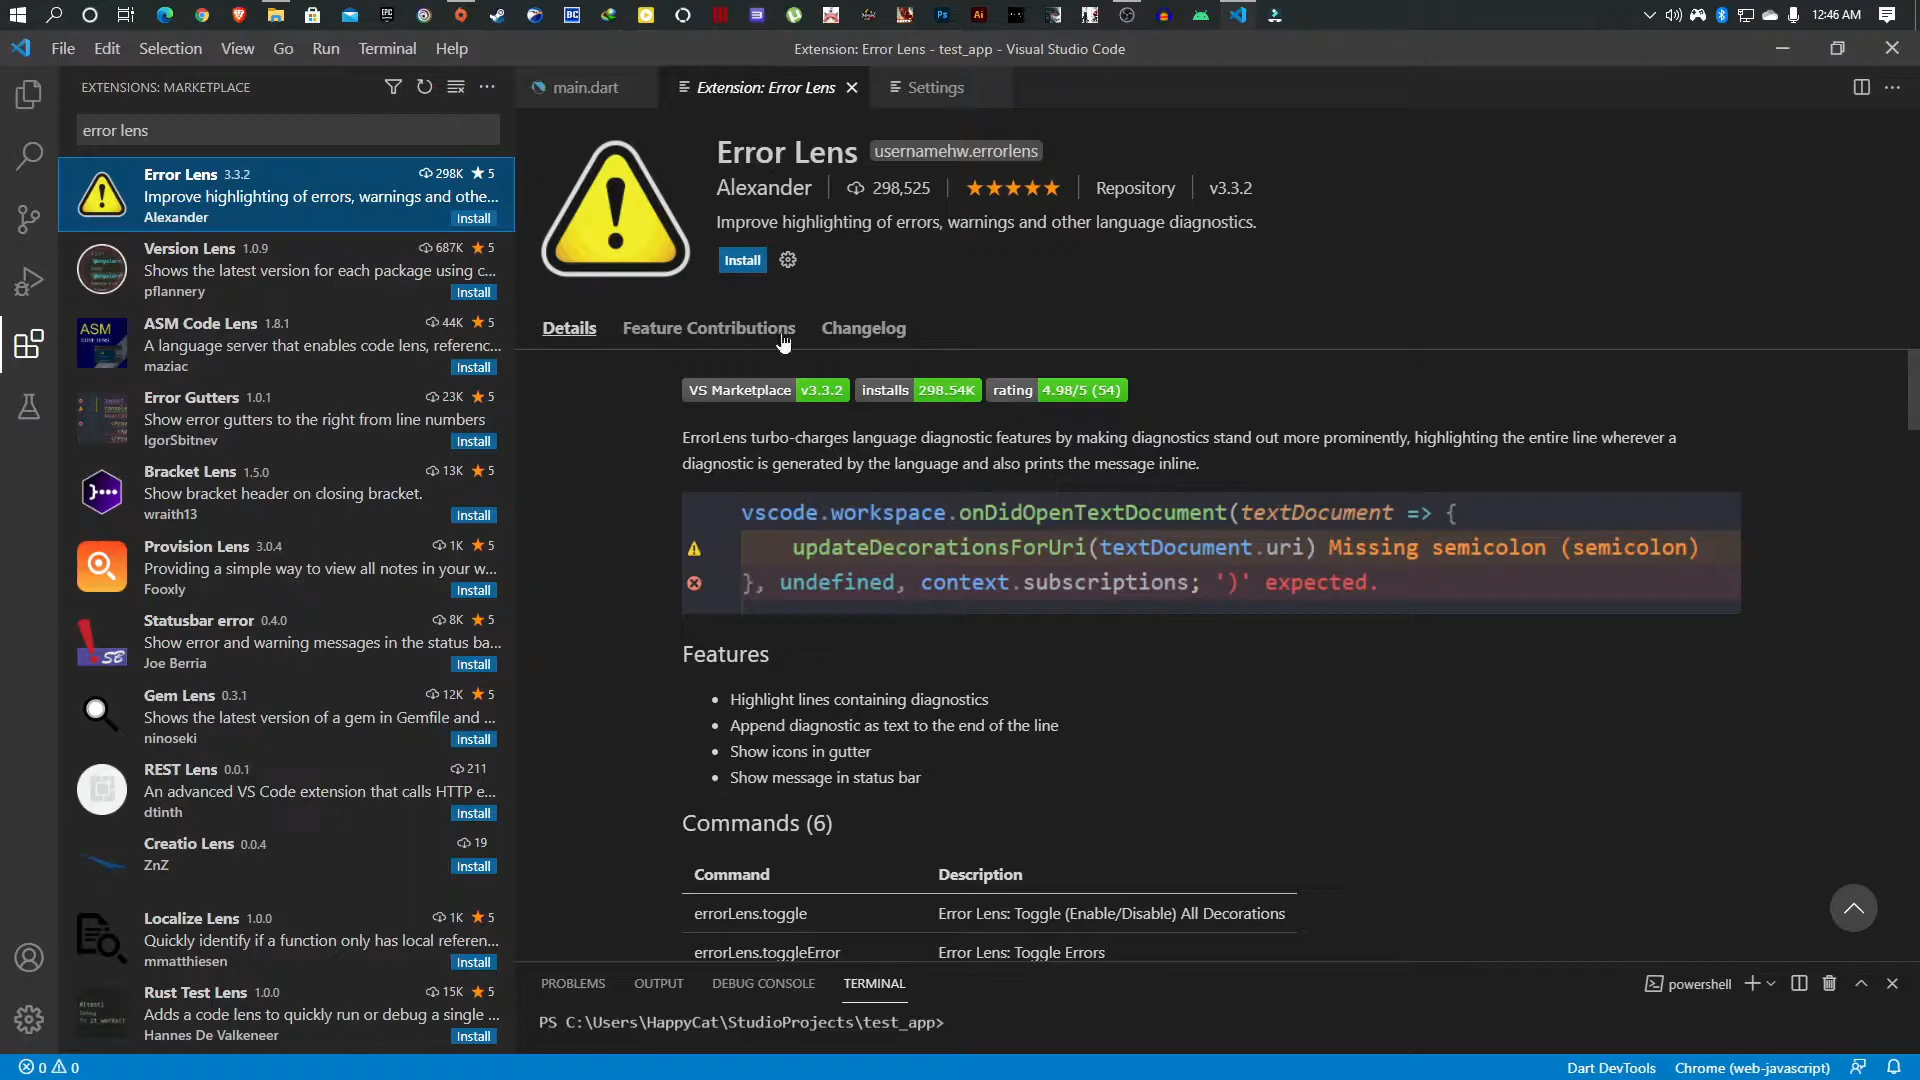 12:46 AM
File Edit Selection View Go Run Terminal Help
Extension: Error Lens - test_app - Visual Studio Code
EXTENSIONS: MARKETPLACE
error lens
Error Lens 3.3.2 298K ★ 5
Improve highlighting of errors, warnings and othe...
Alexander Install
Version Lens 1.0.9 687K ★ 5
Shows the latest version for each package using c...
pflannery Install
ASM Code Lens 1.8.1 44K ★ 5
A language server that enables code lens, referenc...
maziac Install
Error Gutters 1.0.1 23K ★ 5
Show error gutters to the right from line numbers
IgorSbitnev Install
Bracket Lens 1.5.0 13K ★ 5
Show bracket header on closing bracket.
wraith13 Install
Provision Lens 3.0.4 1K ★ 5
Providing a simple way to view all notes in your w...
Fooxly Install
Statusbar error 0.4.0 8K ★ 5
Show error and warning messages in the status ba...
Joe Berria Install
Gem Lens 0.3.1 12K ★ 5
Shows the latest version of a gem in Gemfile and ...
ninoseki Install
REST Lens 0.0.1 211
An advanced VS Code extension that calls HTTP e...
dtinth Install
Creatio Lens 0.0.4 19
ZnZ Install
Localize Lens 1.0.0 1K ★ 5
Quickly identify if a function only has local referen...
mmatthiesen Install
Rust Test Lens 1.0.0 15K ★ 5
Adds a code lens to quickly run or debug a single ...
Hannes De Valkeneer Install
main.dart Extension: Error Lens Settings
Error Lens usernamehw.errorlens
Alexander 298,525 ★★★★★ Repository v3.3.2
Improve highlighting of errors, warnings and other language diagnostics.
Install
Details Feature Contributions Changelog
VS Marketplace v3.3.2 installs 298.54K rating 4.98/5 (54)
ErrorLens turbo-charges language diagnostic features by making diagnostics stand out more prominently, highlighting the entire line wherever a
diagnostic is generated by the language and also prints the message inline.
vscode.workspace.onDidOpenTextDocument(textDocument => {
updateDecorationsForUri(textDocument.uri) Missing semicolon (semicolon)
}, undefined, context.subscriptions; ')' expected.
Features
• Highlight lines containing diagnostics
• Append diagnostic as text to the end of the line
• Show icons in gutter
• Show message in status bar
Commands (6)
Command Description
errorLens.toggle Error Lens: Toggle (Enable/Disable) All Decorations
errorLens.toggleError Error Lens: Toggle Errors
PROBLEMS OUTPUT DEBUG CONSOLE TERMINAL powershell
PS C:\Users\HappyCat\StudioProjects\test_app>
0 0 Dart DevTools Chrome (web-javascript)